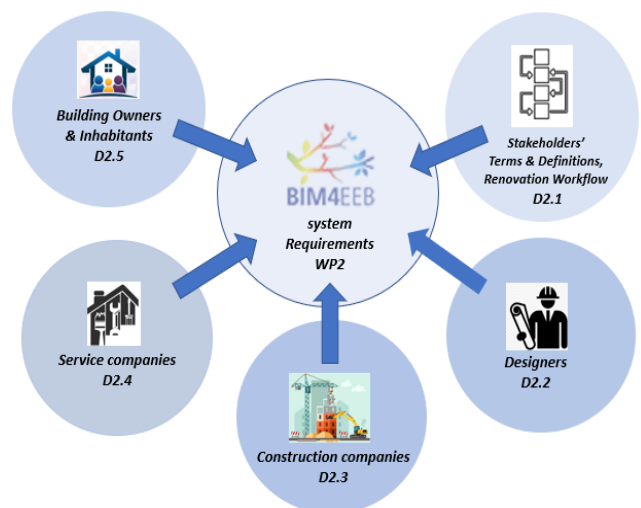 Building Owners
& Inhabitants
D2.5
Stakeholders'
Terms & Definitions,
Renovation Workflow
D2.1
BIM4EEB
system
Requirements
WP2
Service companies
D2.4
Designers
D2.2
Construction companies
D2.3